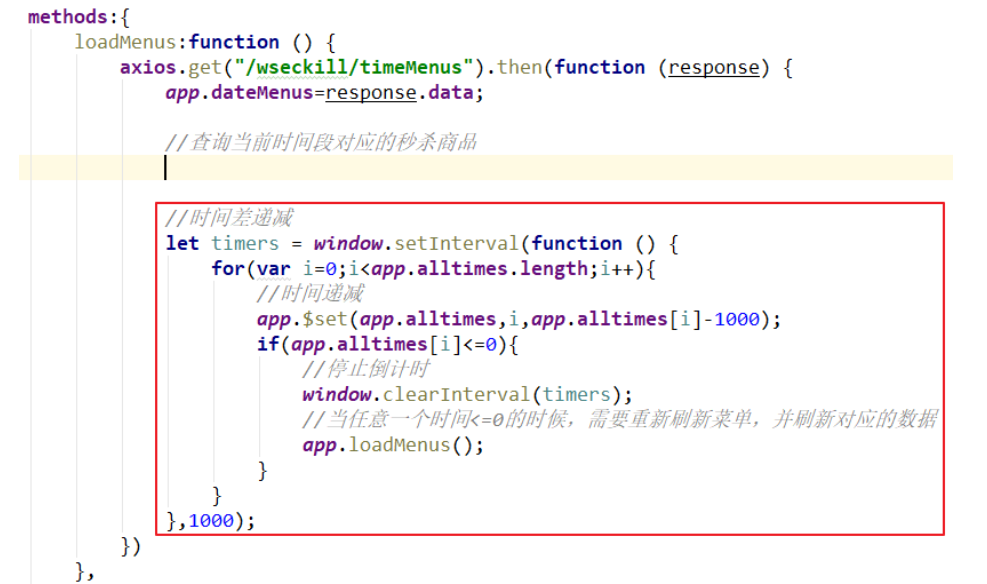 methods:{
loadMenus:function () {
axios.get("/wseckill/timeMenus").then(function (response) {
app.dateMenus=response.data;
//查询当前时间段对应的秒杀商品
//时间差递减
let timers = window.setInterval(function () {
for(var i=0;i<app.alltimes.length;i++){
//时间递减
app.$set(app.alltimes,i,app.alltimes[i]-1000);
if(app.alltimes[i]<=0){
//停止倒计时
window.clearInterval(timers);
//当任意一个时间<=0的时候，需要重新刷新菜单，并刷新对应的数据
app.loadMenus();
}
}
},1000);
})
},